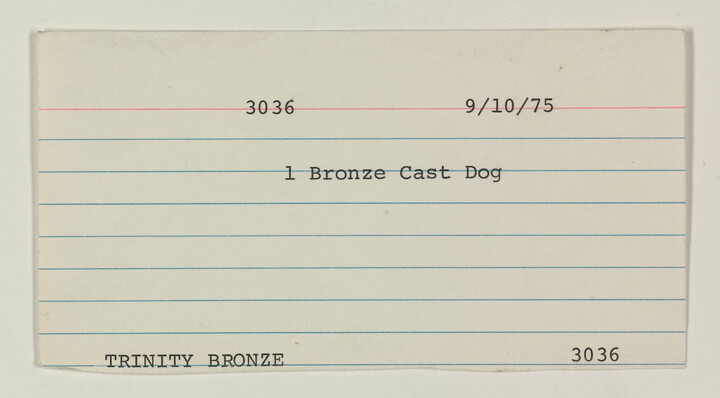 3036 9/10/75
1 Bronze Cast Dog
TRINITY BRONZE 3036